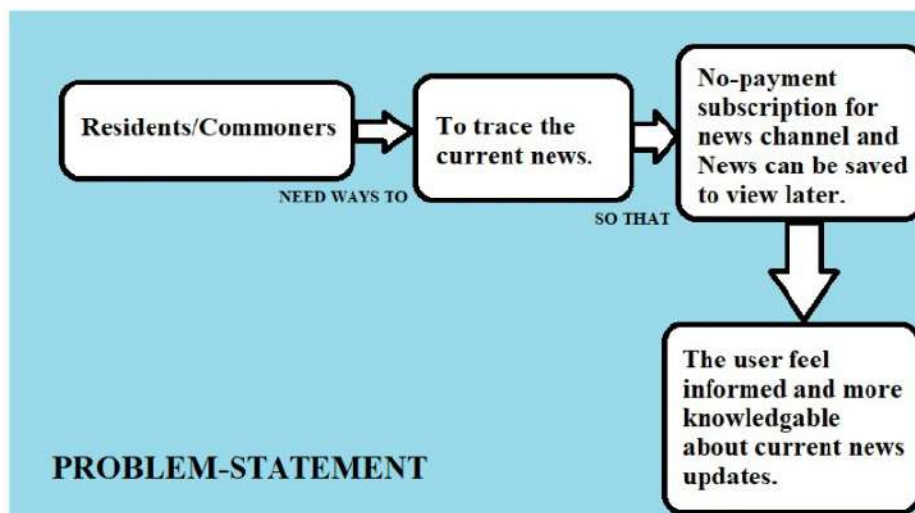 Residents/Commoners
NEED WAYS TO
To trace the
current news.
SO THAT
No-payment
subscription for
news channel and
News can be saved
to view later.
The user feel
informed and more
knowledgable
about current news
updates.
PROBLEM-STATEMENT